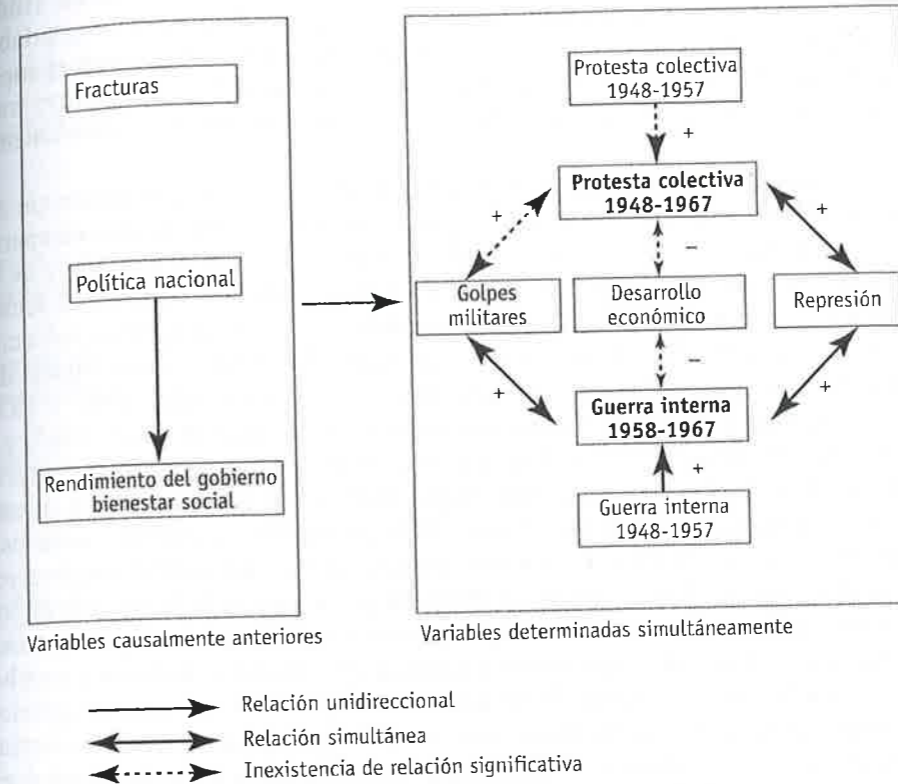 Fracturas
Política nacional
Rendimiento del gobierno
bienestar social
Variables causalmente anteriores
Protesta colectiva
1948-1957
+
Protesta colectiva
1948-1967
+
–
+
Golpes
militares
Desarrollo
económico
Represión
+
–
+
Guerra interna
1958-1967
+
Guerra interna
1948-1957
Variables determinadas simultáneamente
Relación unidireccional
Relación simultánea
Inexistencia de relación significativa